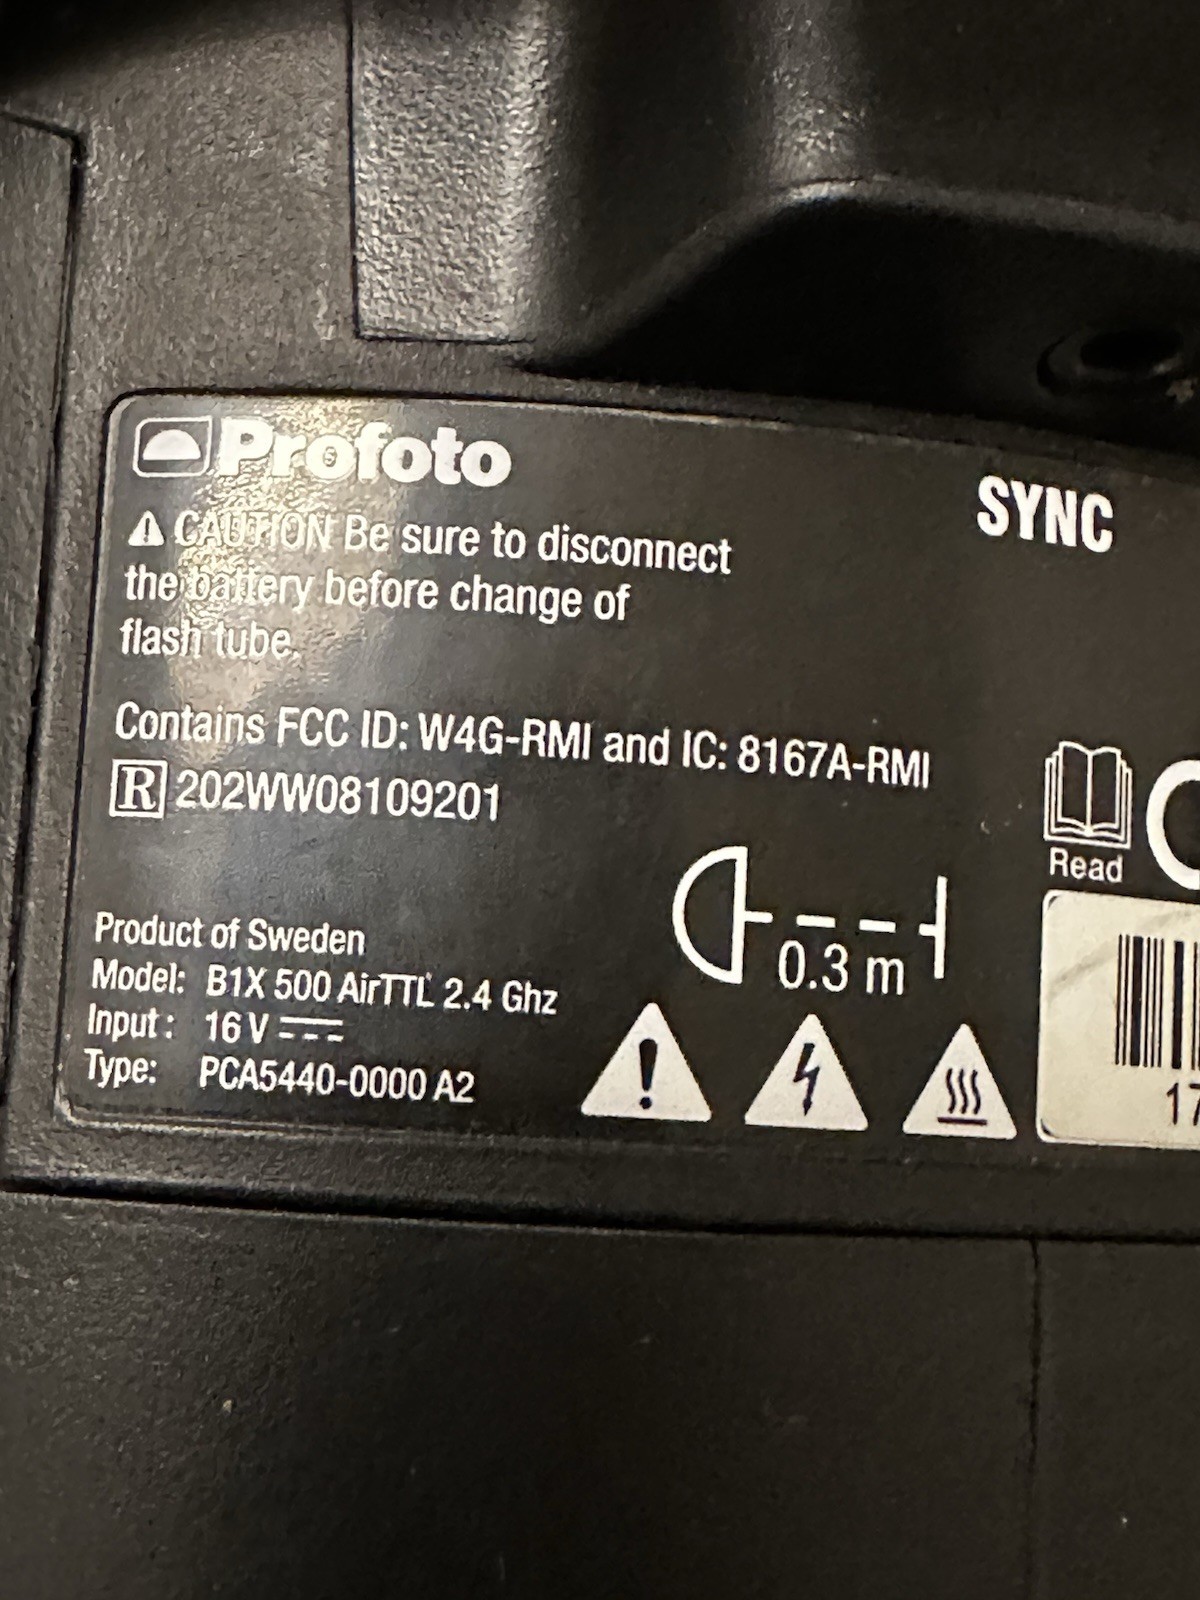 Profoto
SYNC
CAUTION Be sure to disconnect
the battery before change of
flash tube.
Contains FCC ID: W4G-RMI and IC: 8167A-RMI
R 202WW08109201
Read
0.3 m
Product of Sweden
Model: B1X 500 AirTTL 2.4 Ghz
Input: 16 V
Type: PCA5440-0000 A2
17